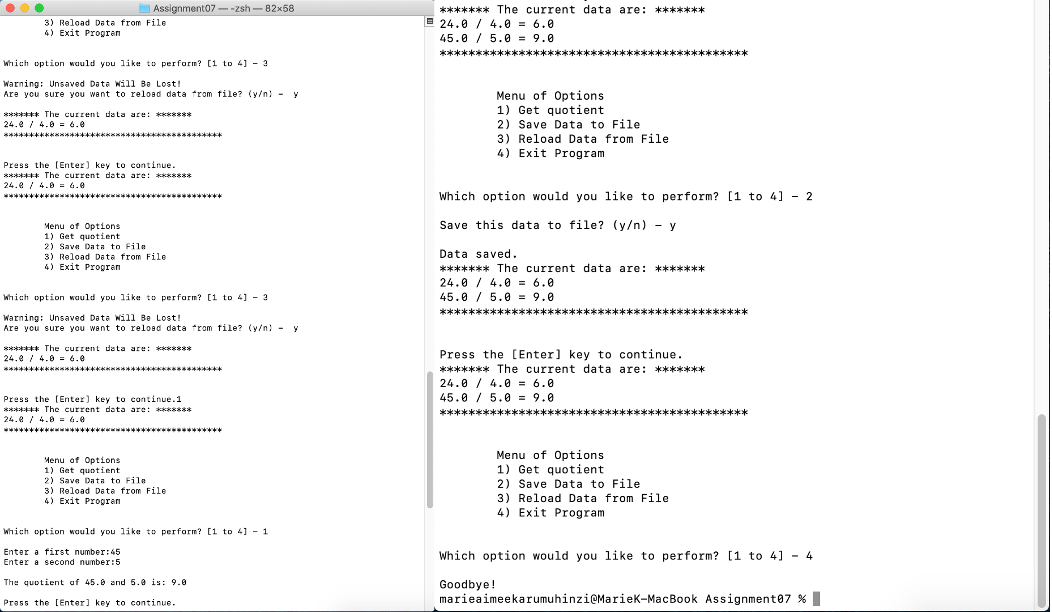 Assignment07 — -zsh — 82×58
3) Reload Data from File
4) Exit Program
Which option would you like to perform? [1 to 4] - 3
Warning: Unsaved Data Will Be Lost!
Are you sure you want to reload data from file? (y/n) -  y
******* The current data are: *******
24.0 / 4.0 = 6.0
*******************************************
Press the [Enter] key to continue.
******* The current data are: *******
24.0 / 4.0 = 6.0
*******************************************
Menu of Options
1) Get quotient
2) Save Data to File
3) Reload Data from File
4) Exit Program
Which option would you like to perform? [1 to 4] - 3
Warning: Unsaved Data Will Be Lost!
Are you sure you want to reload data from file? (y/n) -  y
******* The current data are: *******
24.0 / 4.0 = 6.0
*******************************************
Press the [Enter] key to continue.1
******* The current data are: *******
24.0 / 4.0 = 6.0
*******************************************
Menu of Options
1) Get quotient
2) Save Data to File
3) Reload Data from File
4) Exit Program
Which option would you like to perform? [1 to 4] - 1
Enter a first number:45
Enter a second number:5
The quotient of 45.0 and 5.0 is: 9.0
Press the [Enter] key to continue.
******* The current data are: *******
24.0 / 4.0 = 6.0
45.0 / 5.0 = 9.0
*******************************************
Menu of Options
1) Get quotient
2) Save Data to File
3) Reload Data from File
4) Exit Program
Which option would you like to perform? [1 to 4] - 2
Save this data to file? (y/n) - y
Data saved.
******* The current data are: *******
24.0 / 4.0 = 6.0
45.0 / 5.0 = 9.0
*******************************************
Press the [Enter] key to continue.
******* The current data are: *******
24.0 / 4.0 = 6.0
45.0 / 5.0 = 9.0
*******************************************
Menu of Options
1) Get quotient
2) Save Data to File
3) Reload Data from File
4) Exit Program
Which option would you like to perform? [1 to 4] - 4
Goodbye!
marieaimeekarumuhinzi@MarieK-MacBook Assignment07 %